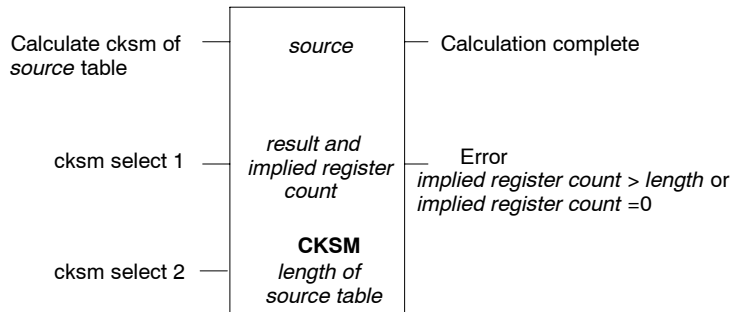 Calculate cksm of
source table
source
Calculation complete
cksm select 1
result and
implied register
count
Error
implied register count > length or
implied register count =0
cksm select 2
CKSM
length of
source table